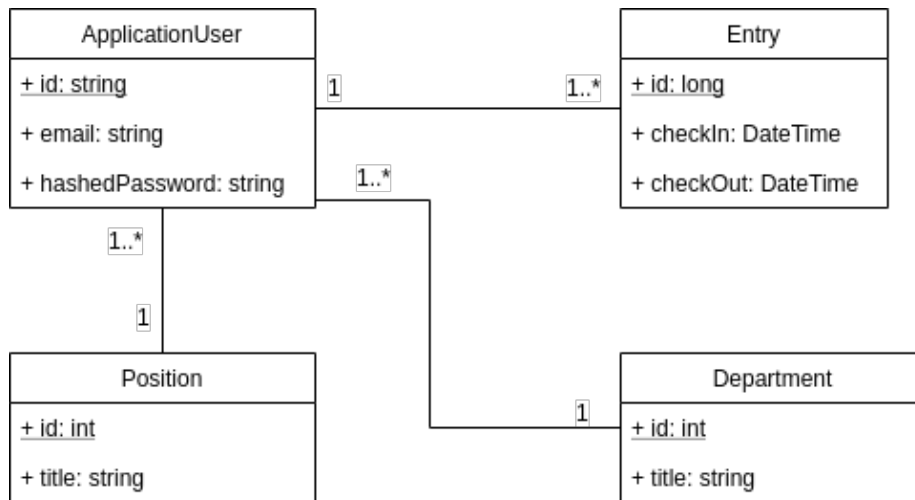 ApplicationUser
+ id: string
+ email: string
+ hashedPassword: string
1
1..*
Entry
+ id: long
+ checkIn: DateTime
+ checkOut: DateTime
1..*
1..*
1
1
Position
+ id: int
+ title: string
Department
+ id: int
+ title: string